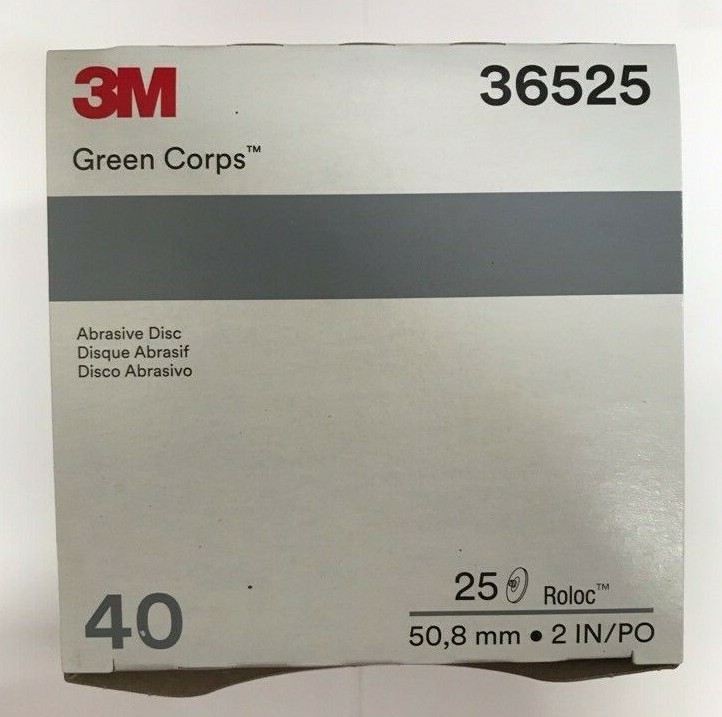 3M
36525
Green Corps™
Abrasive Disc
Disque Abrasif
Disco Abrasivo
40
25 Roloc™
50,8 mm • 2 IN/PO